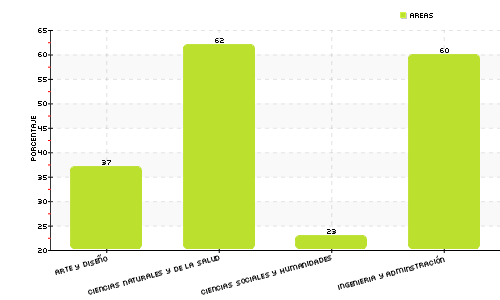 AREAS
65
60
55
50
45
40
35
30
25
20
PORCENTAJE
37
62
23
60
ARTE Y DISEÑO
CIENCIAS NATURALES Y DE LA SALUD
CIENCIAS SOCIALES Y HUMANIDADES
INGENIERIA Y ADMINSTRACIÓN